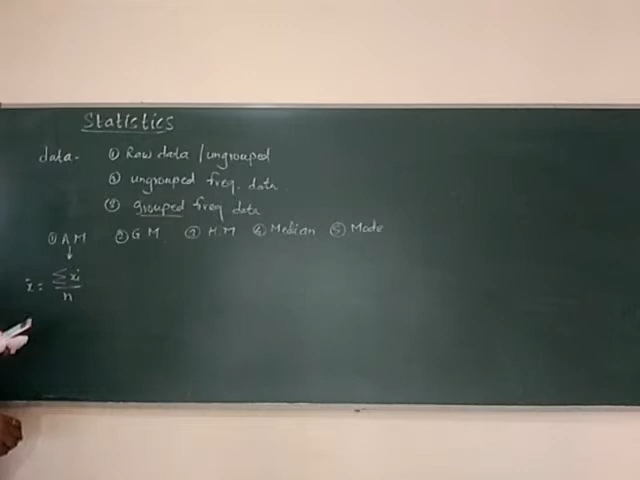 Statistics
data - ① Raw data / ungrouped
② ungrouped freq. data
③ grouped freq data
① A M ② G M ③ H.M ④ Median ⑤ Mode
x̄ = Σxi / n